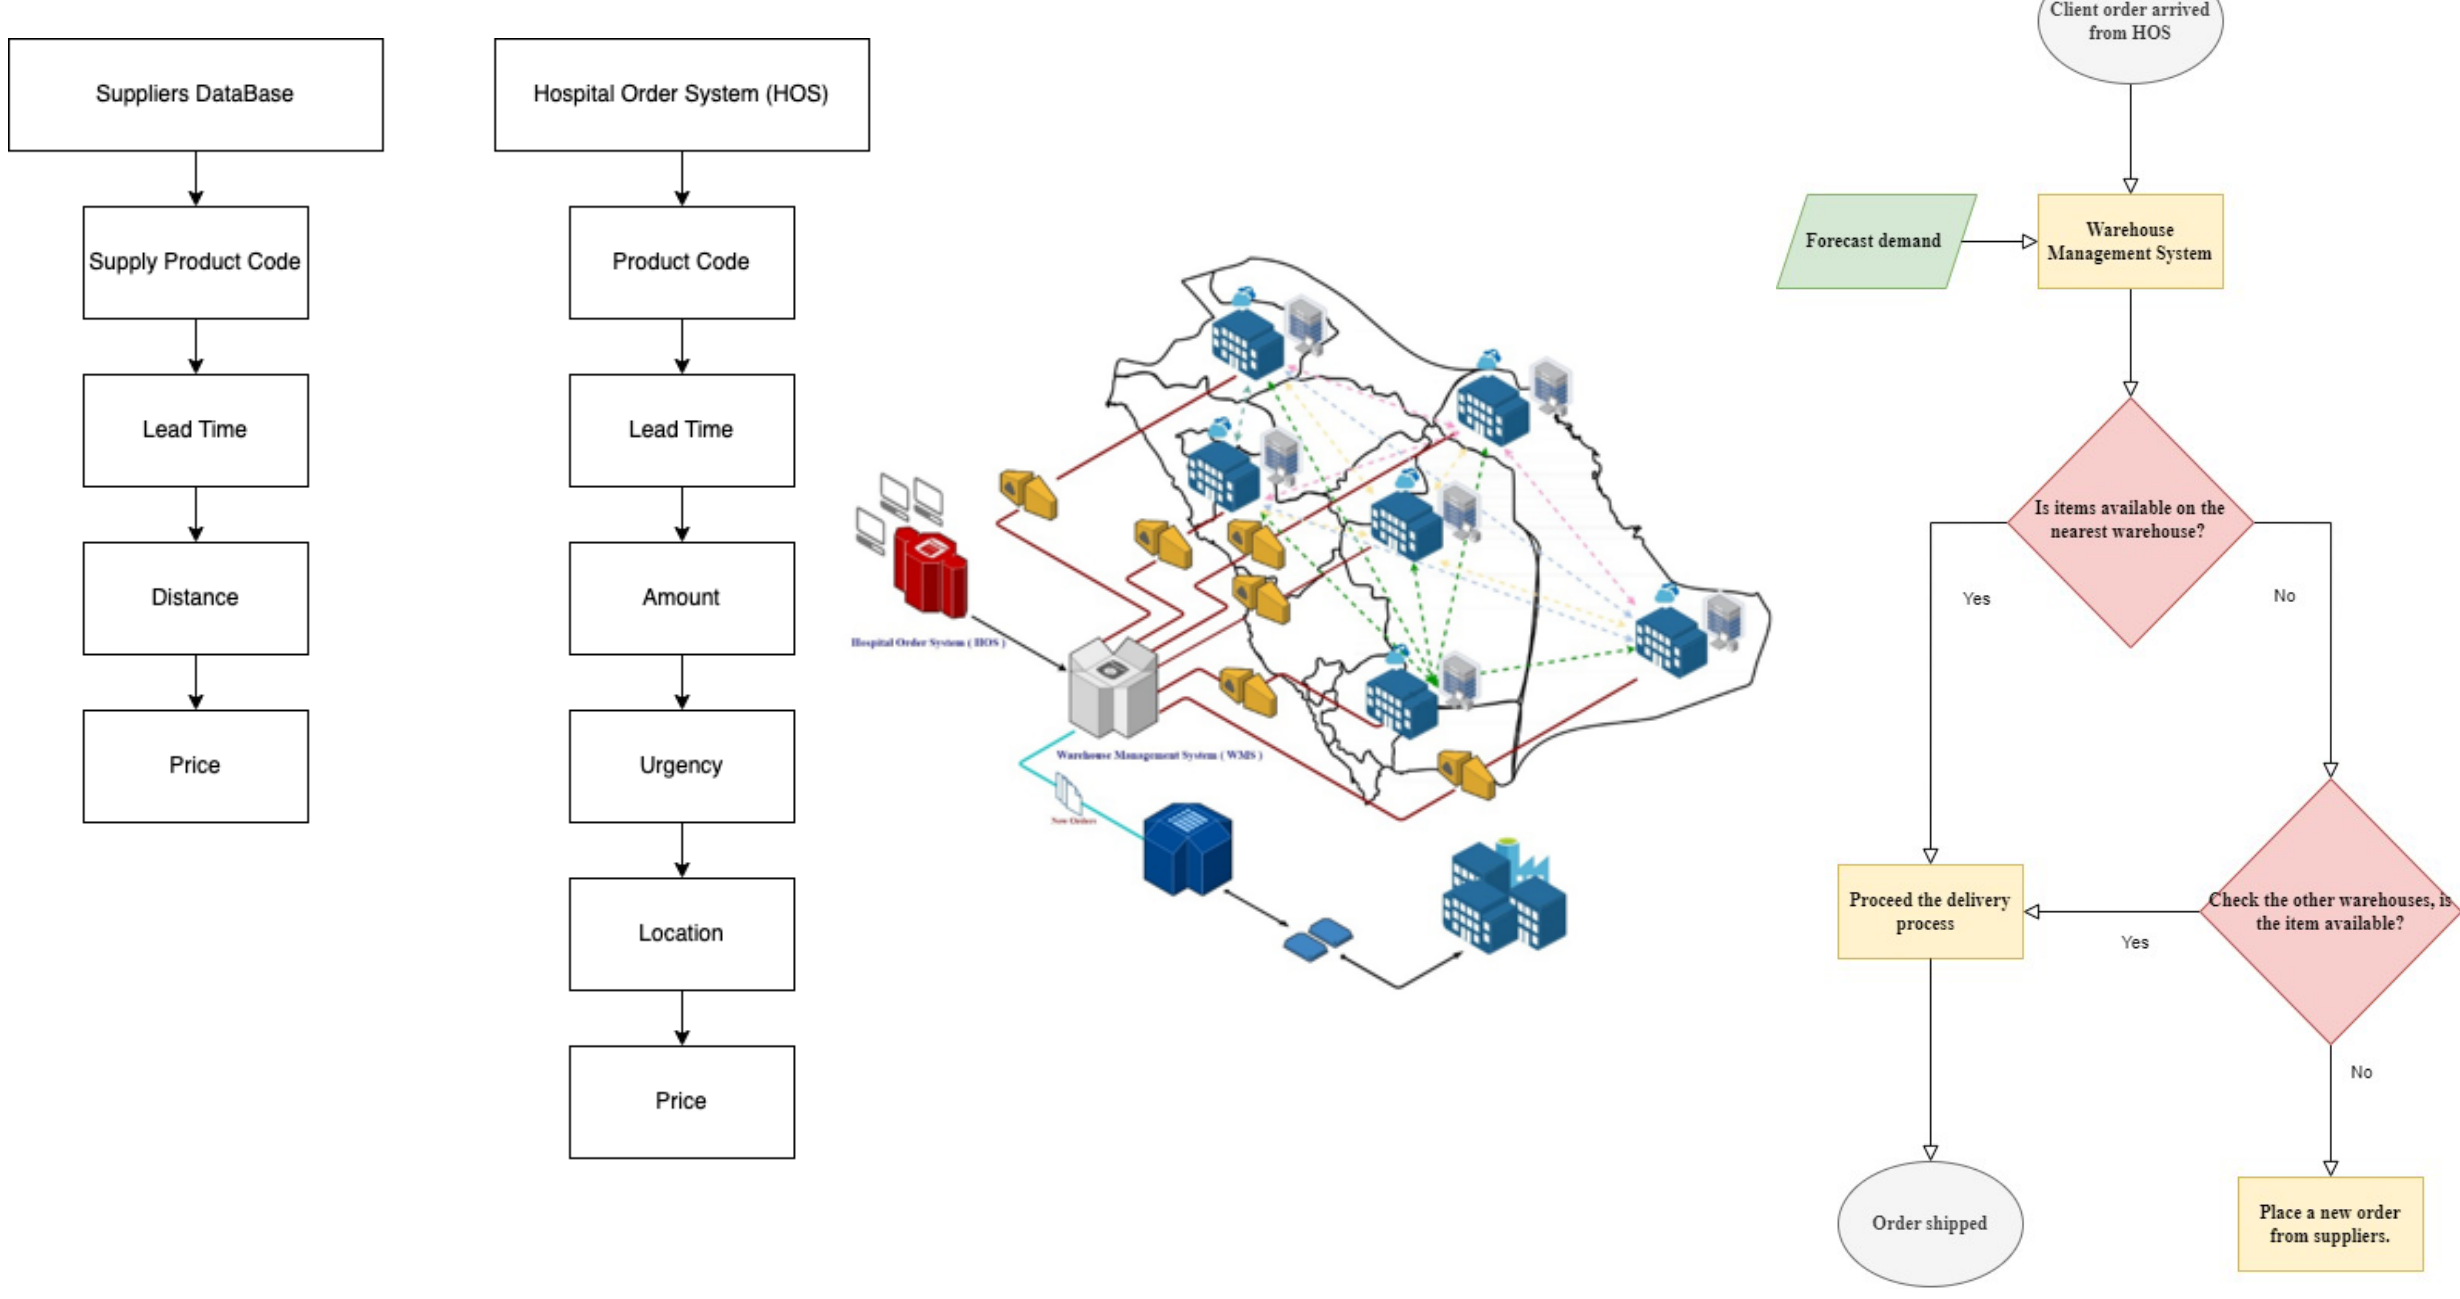 Suppliers DataBase
Supply Product Code
Lead Time
Distance
Price
Hospital Order System (HOS)
Product Code
Lead Time
Amount
Urgency
Location
Price
Hospital Order System ( HOS )
Warehouse Management System ( WMS )
New Orders
Client order arrived
from HOS
Forecast demand
Warehouse
Management System
Is items available on the
nearest warehouse?
Yes
No
Proceed the delivery
process
Check the other warehouses, is
the item available?
Yes
No
Order shipped
Place a new order
from suppliers.